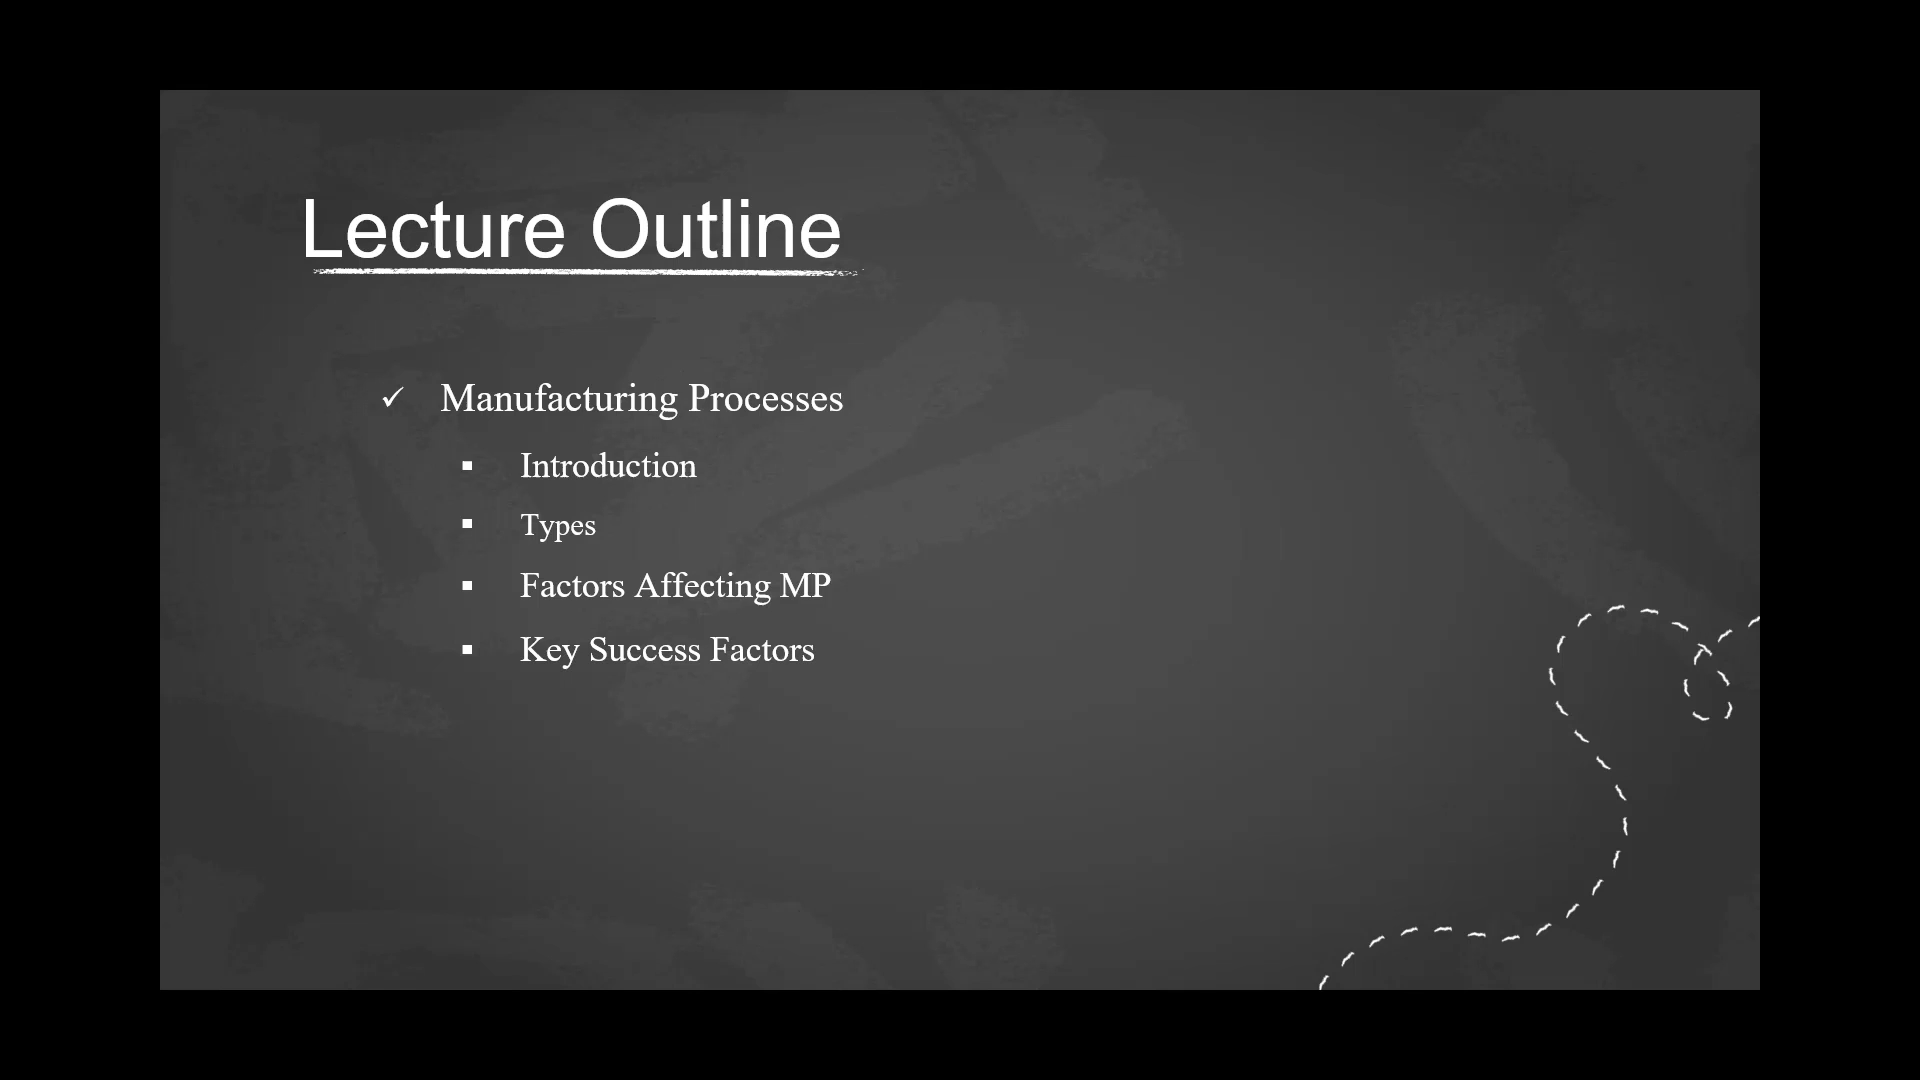 Lecture Outline
✓ Manufacturing Processes
▪ Introduction
▪ Types
▪ Factors Affecting MP
▪ Key Success Factors